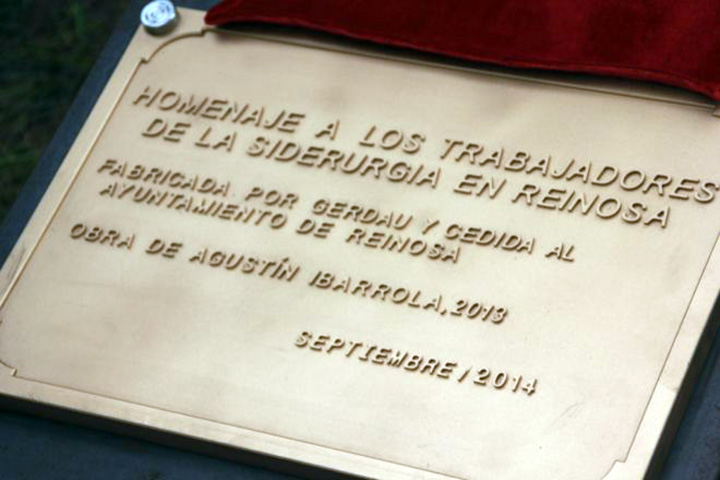 HOMENAJE A LOS TRABAJADORES
DE LA SIDERURGIA EN REINOSA
FABRICADA. POR GERDAU Y CEDIDA AL
AYUNTAMIENTO DE REINOSA
OBRA DE AGUSTÍN IBARROLA, 2013
SEPTIEMBRE / 2014